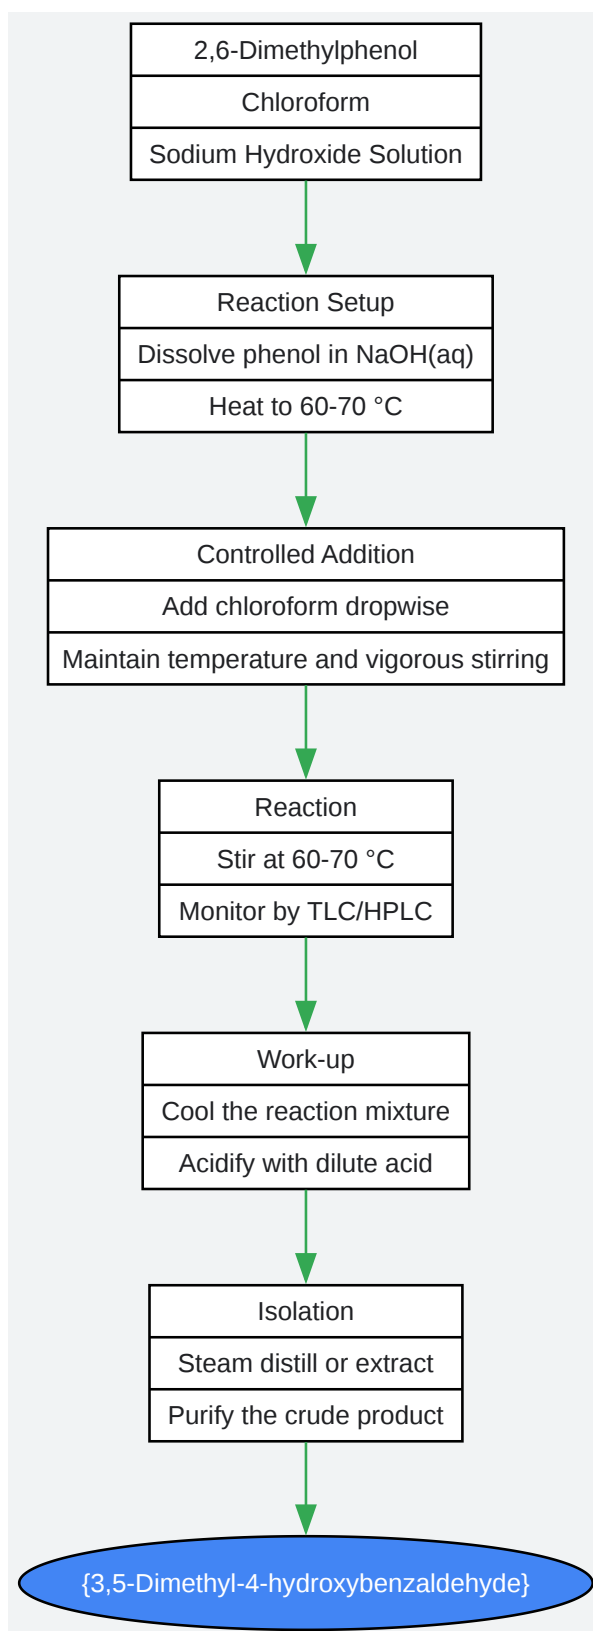 2,6-Dimethylphenol
Chloroform
Sodium Hydroxide Solution
Reaction Setup
Dissolve phenol in NaOH(aq)
Heat to 60-70 °C
Controlled Addition
Add chloroform dropwise
Maintain temperature and vigorous stirring
Reaction
Stir at 60-70 °C
Monitor by TLC/HPLC
Work-up
Cool the reaction mixture
Acidify with dilute acid
Isolation
Steam distill or extract
Purify the crude product
{3,5-Dimethyl-4-hydroxybenzaldehyde}